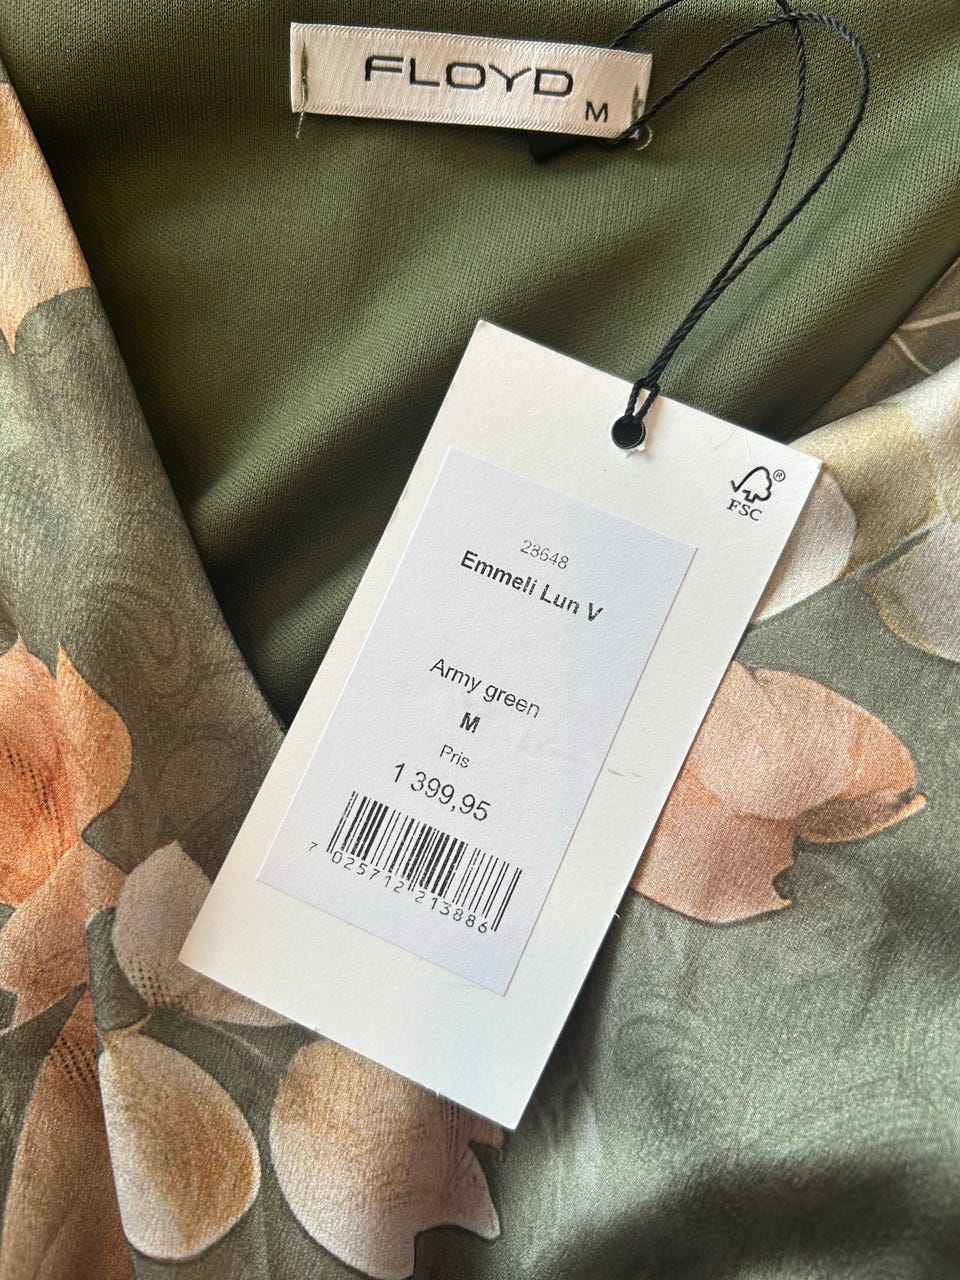 FLOYD
M
FSC®
28648
Emmeli Lun V
Army green
M
Pris
1 399,95
7 025712 213886